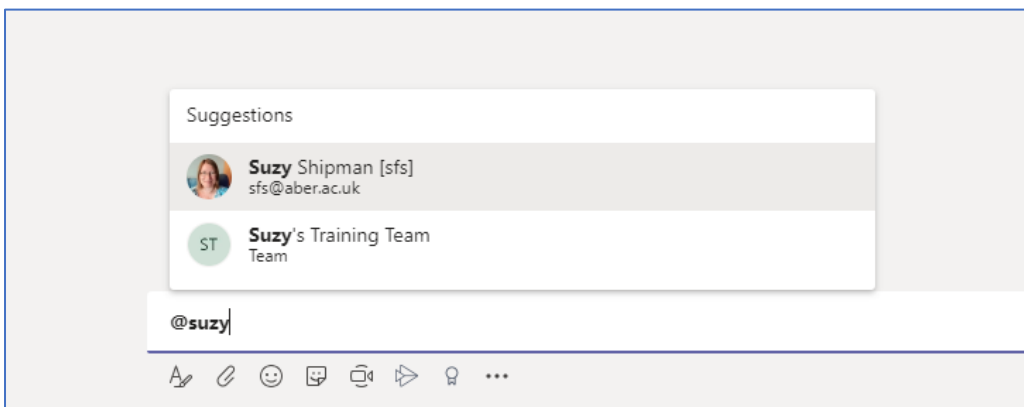 Suggestions
Suzy Shipman [sfs]
sfs@aber.ac.uk
ST
Suzy's Training Team
Team
@suzy